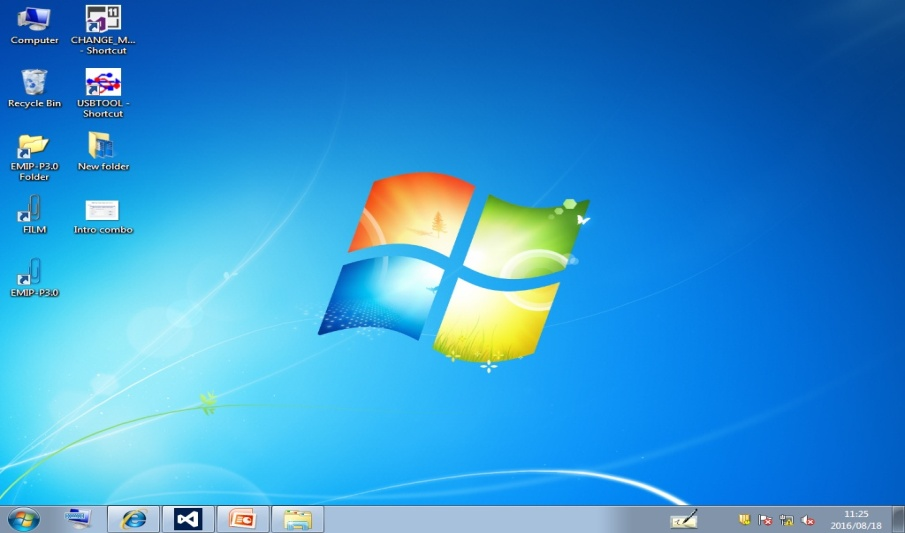 Computer
CHANGE_M...
- Shortcut
Recycle Bin
USBTOOL -
Shortcut
EMIP-P3.0
Folder
New folder
FILM
Intro combo
EMIP-P3.0
11:25
2016/08/18